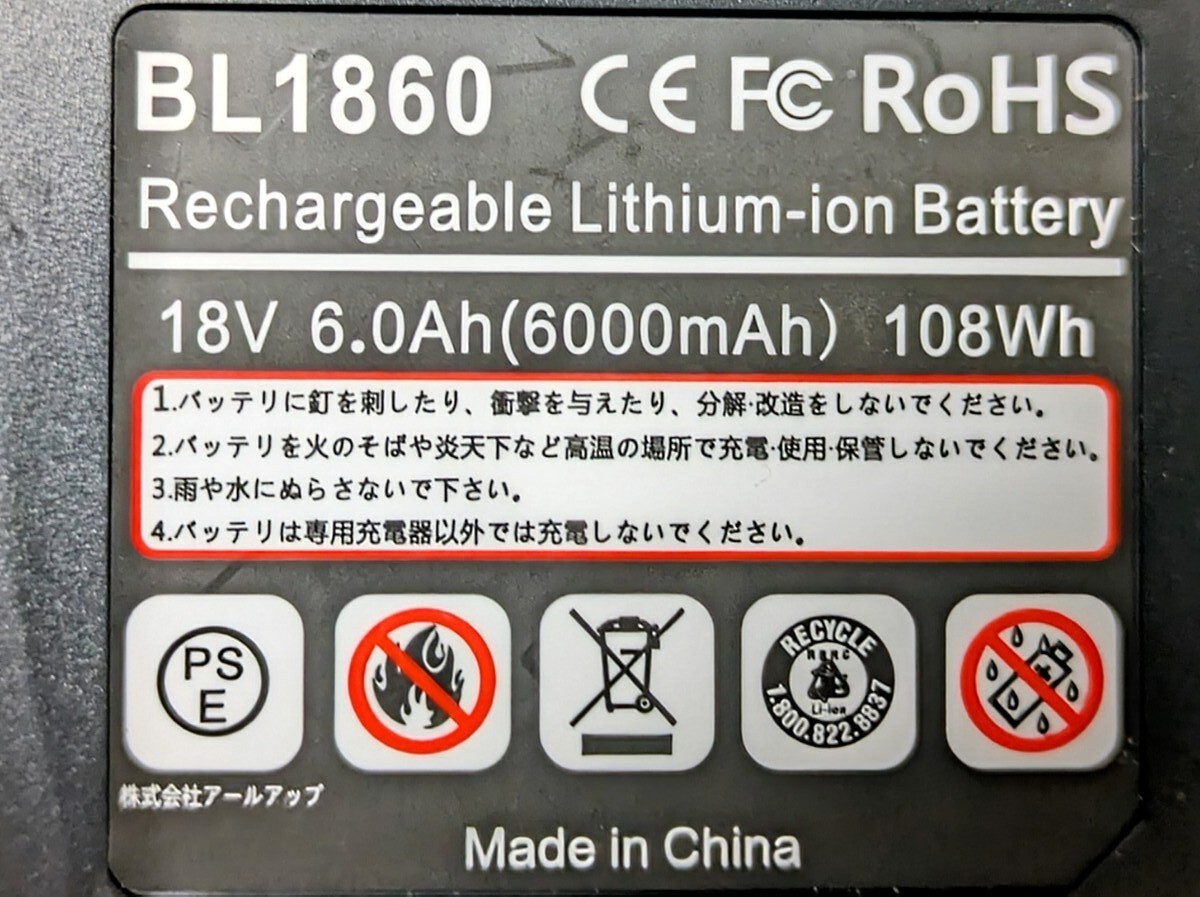 BL1860 CE FC RoHS
Rechargeable Lithium-ion Battery
18V 6.0Ah(6000mAh) 108Wh
1.バッテリに釘を刺したり、衝撃を与えたり、分解·改造をしないでください。
2.バッテリを火のそばや炎天下など高温の場所で充電·使用·保管しないでください。
3.雨や水にぬらさないで下さい。
4.バッテリは専用充電器以外では充電しないでください。
PS
E
RECYCLE
RBRC
Li-ion
1.800.822.8837
株式会社アールアップ
Made in China